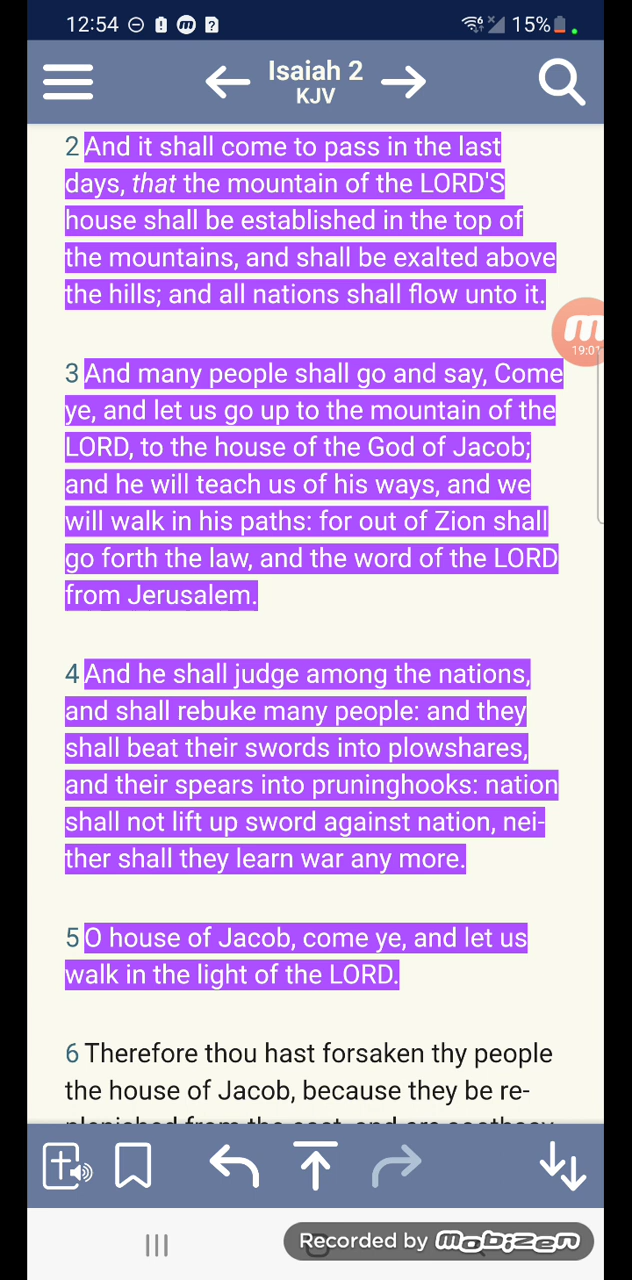 12:54
15%
Isaiah 2
KJV
2 And it shall come to pass in the last
days, that the mountain of the LORD'S
house shall be established in the top of
the mountains, and shall be exalted above
the hills; and all nations shall flow unto it.
19:01
3 And many people shall go and say, Come
ye, and let us go up to the mountain of the
LORD, to the house of the God of Jacob;
and he will teach us of his ways, and we
will walk in his paths: for out of Zion shall
go forth the law, and the word of the LORD
from Jerusalem.
4 And he shall judge among the nations,
and shall rebuke many people: and they
shall beat their swords into plowshares,
and their spears into pruninghooks: nation
shall not lift up sword against nation, nei-
ther shall they learn war any more.
5 O house of Jacob, come ye, and let us
walk in the light of the LORD.
6 Therefore thou hast forsaken thy people
the house of Jacob, because they be re-
Recorded by mobizen